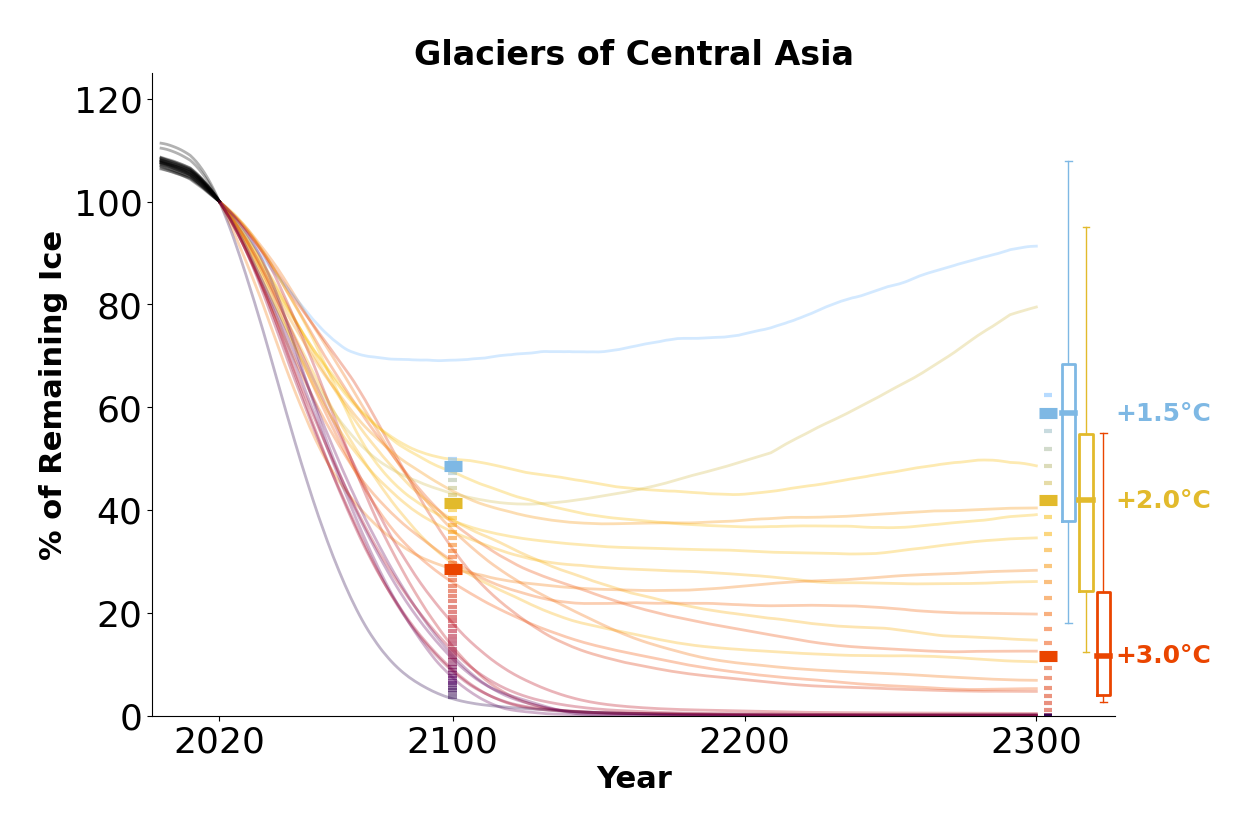 Glaciers of Central Asia
120
100
80
60
40
20
0
% of Remaining Ice
2020 2100 2200 2300
Year
+1.5°C
+2.0°C
+3.0°C